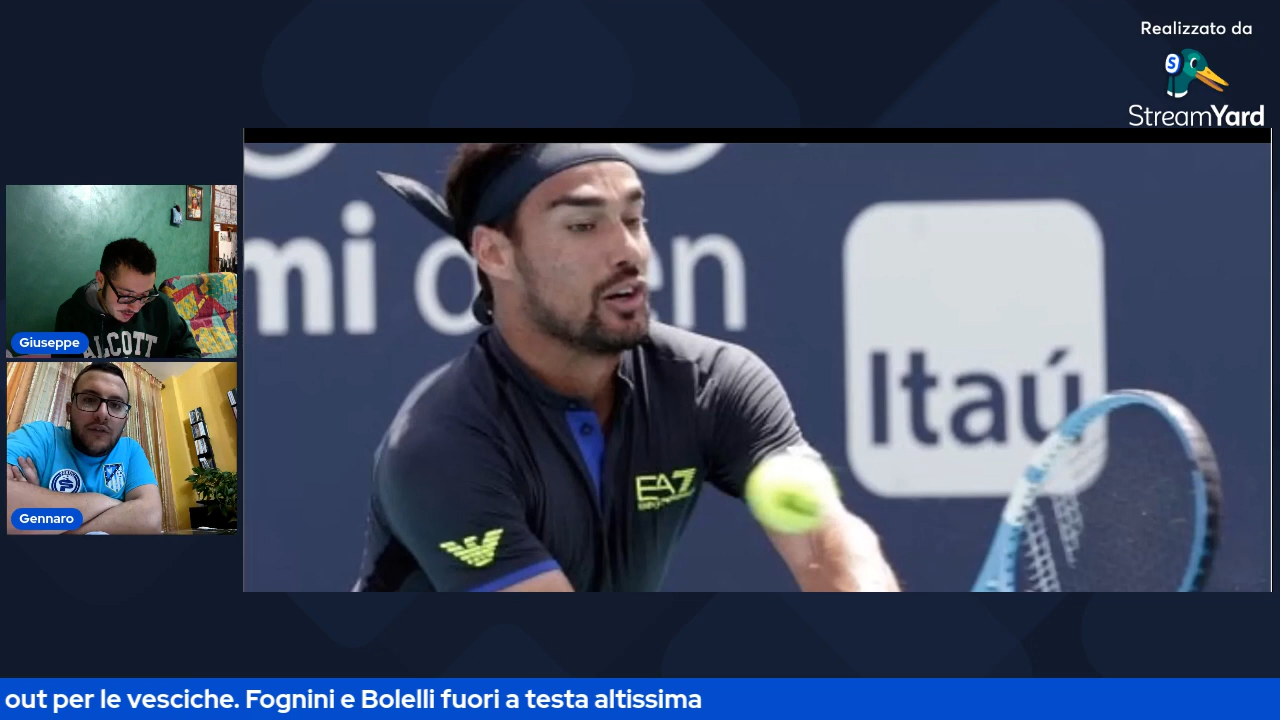 Realizzato da
StreamYard
mi open
Itaú
EA7
ALCOTT
Giuseppe
Gennaro
out per le vesciche. Fognini e Bolelli fuori a testa altissima